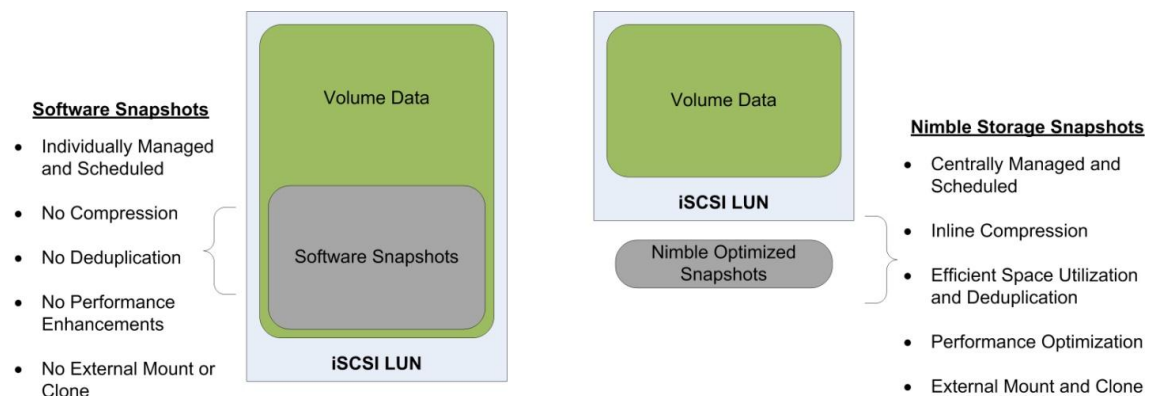 Software Snapshots
• Individually Managed
and Scheduled
• No Compression
• No Deduplication
• No Performance
Enhancements
• No External Mount or
Clone
Volume Data
Software Snapshots
iSCSI LUN
Volume Data
iSCSI LUN
Nimble Optimized
Snapshots
Nimble Storage Snapshots
• Centrally Managed and
Scheduled
• Inline Compression
• Efficient Space Utilization
and Deduplication
• Performance Optimization
• External Mount and Clone